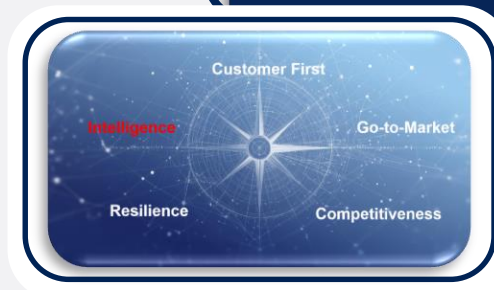 Customer First
Intelligence
Go-to-Market
Resilience
Competitiveness